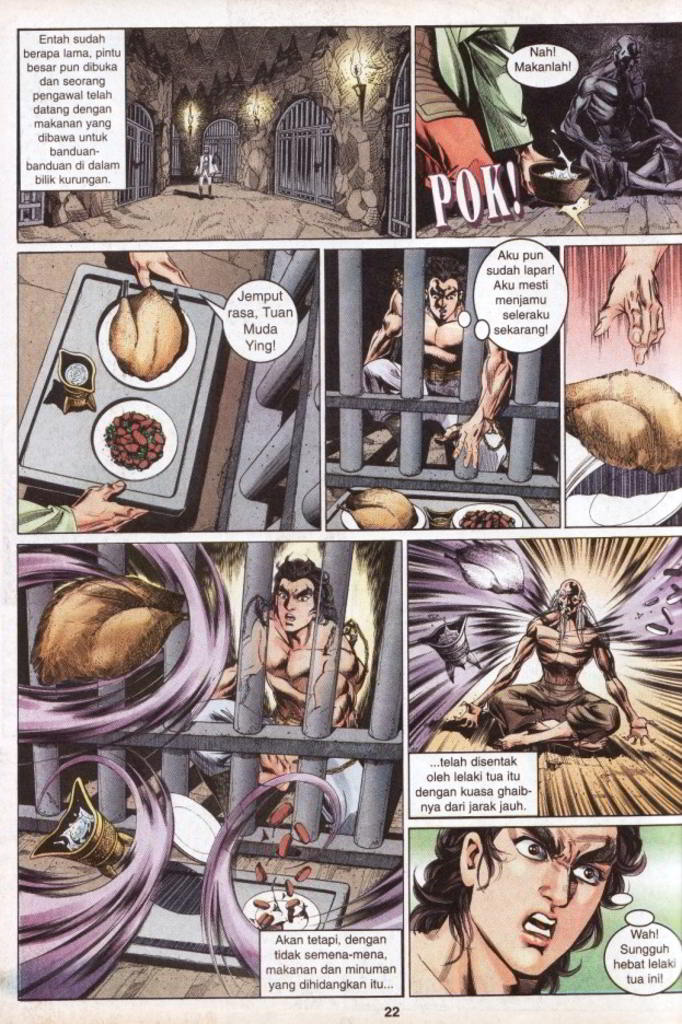 Entah sudah
berapa lama, pintu
besar pun dibuka
dan seorang
pengawal telah
datang dengan
makanan yang
dibawa untuk
banduan-
banduan di dalam
bilik kurungan.
Nah!
Makanlah!
POK!
Jemput
rasa, Tuan
Muda
Ying!
Aku pun
sudah lapar!
Aku mesti
menjamu
seleraku
sekarang!
Akan tetapi, dengan
tidak semena-mena,
makanan dan minuman
yang dihidangkan itu...
...telah disentak
oleh lelaki tua itu
dengan kuasa ghaib-
nya dari jarak jauh.
Wah!
Sungguh
hebat lelaki
tua ini!
22